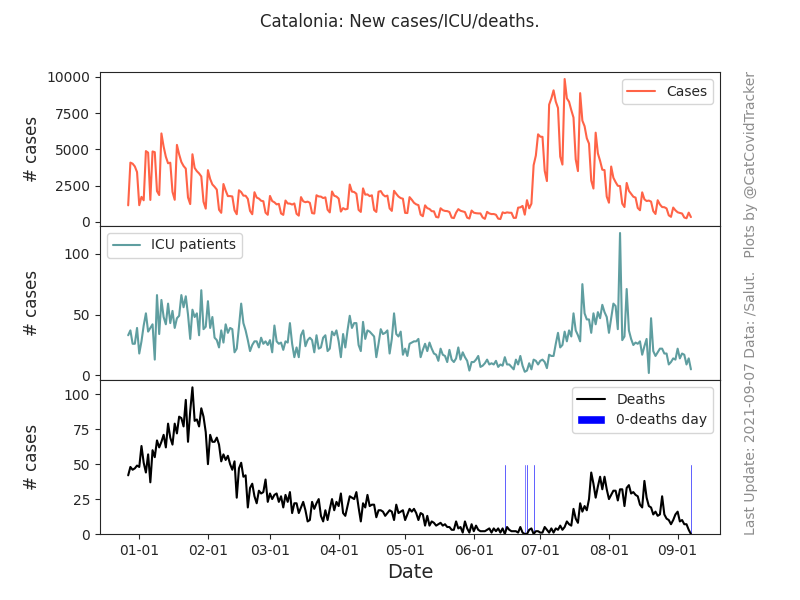 Catalonia: New cases/ICU/deaths.
10000
7500
5000
2500
0
# cases
Cases
100
50
0
# cases
ICU patients
100
75
50
25
0
# cases
Deaths
0-deaths day
01-01 02-01 03-01 04-01 05-01 06-01 07-01 08-01 09-01
Date
Last Update: 2021-09-07 Data: /Salut. Plots by @CatCovidTracker